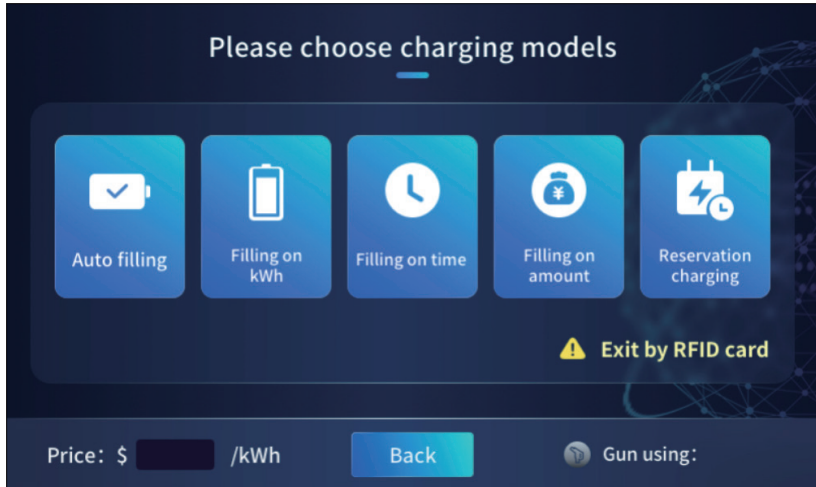 Please choose charging models
Auto filling
Filling on
kWh
Filling on time
¥
Filling on
amount
Reservation
charging
Exit by RFID card
Price: $ /kWh
Back
Gun using: